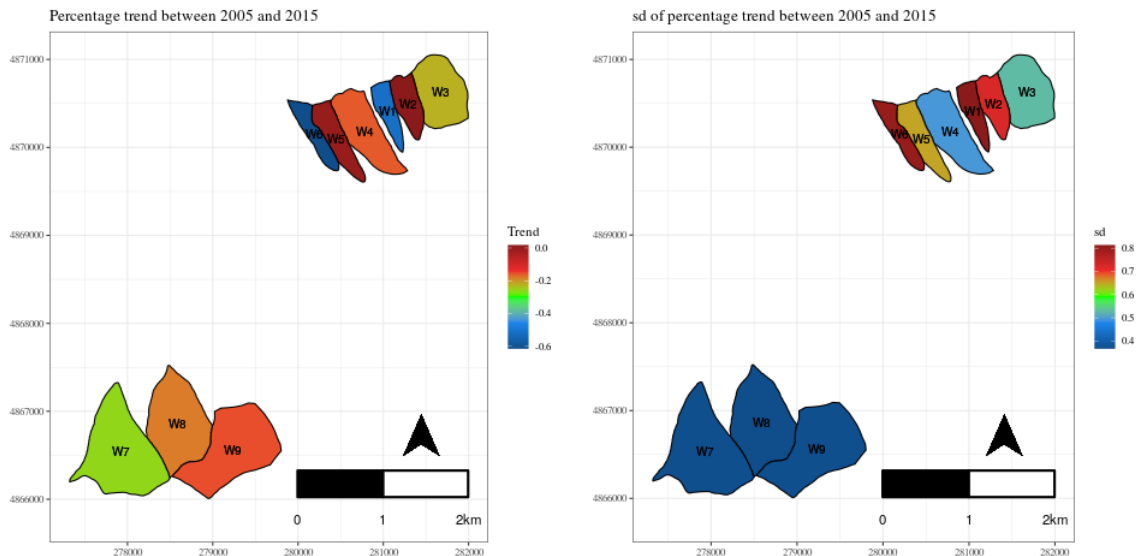 Percentage trend between 2005 and 2015
4871000
4870000
4869000
4868000
4867000
4866000
W3
W2
W1
W4
W5
W6
W7
W8
W9
0
1
2km
278000
279000
280000
281000
282000
Trend
0.0
-0.2
-0.4
-0.6
sd of percentage trend between 2005 and 2015
4871000
4870000
4869000
4868000
4867000
4866000
W3
W2
W1
W4
W5
W6
W7
W8
W9
0
1
2km
278000
279000
280000
281000
282000
sd
0.8
0.7
0.6
0.5
0.4